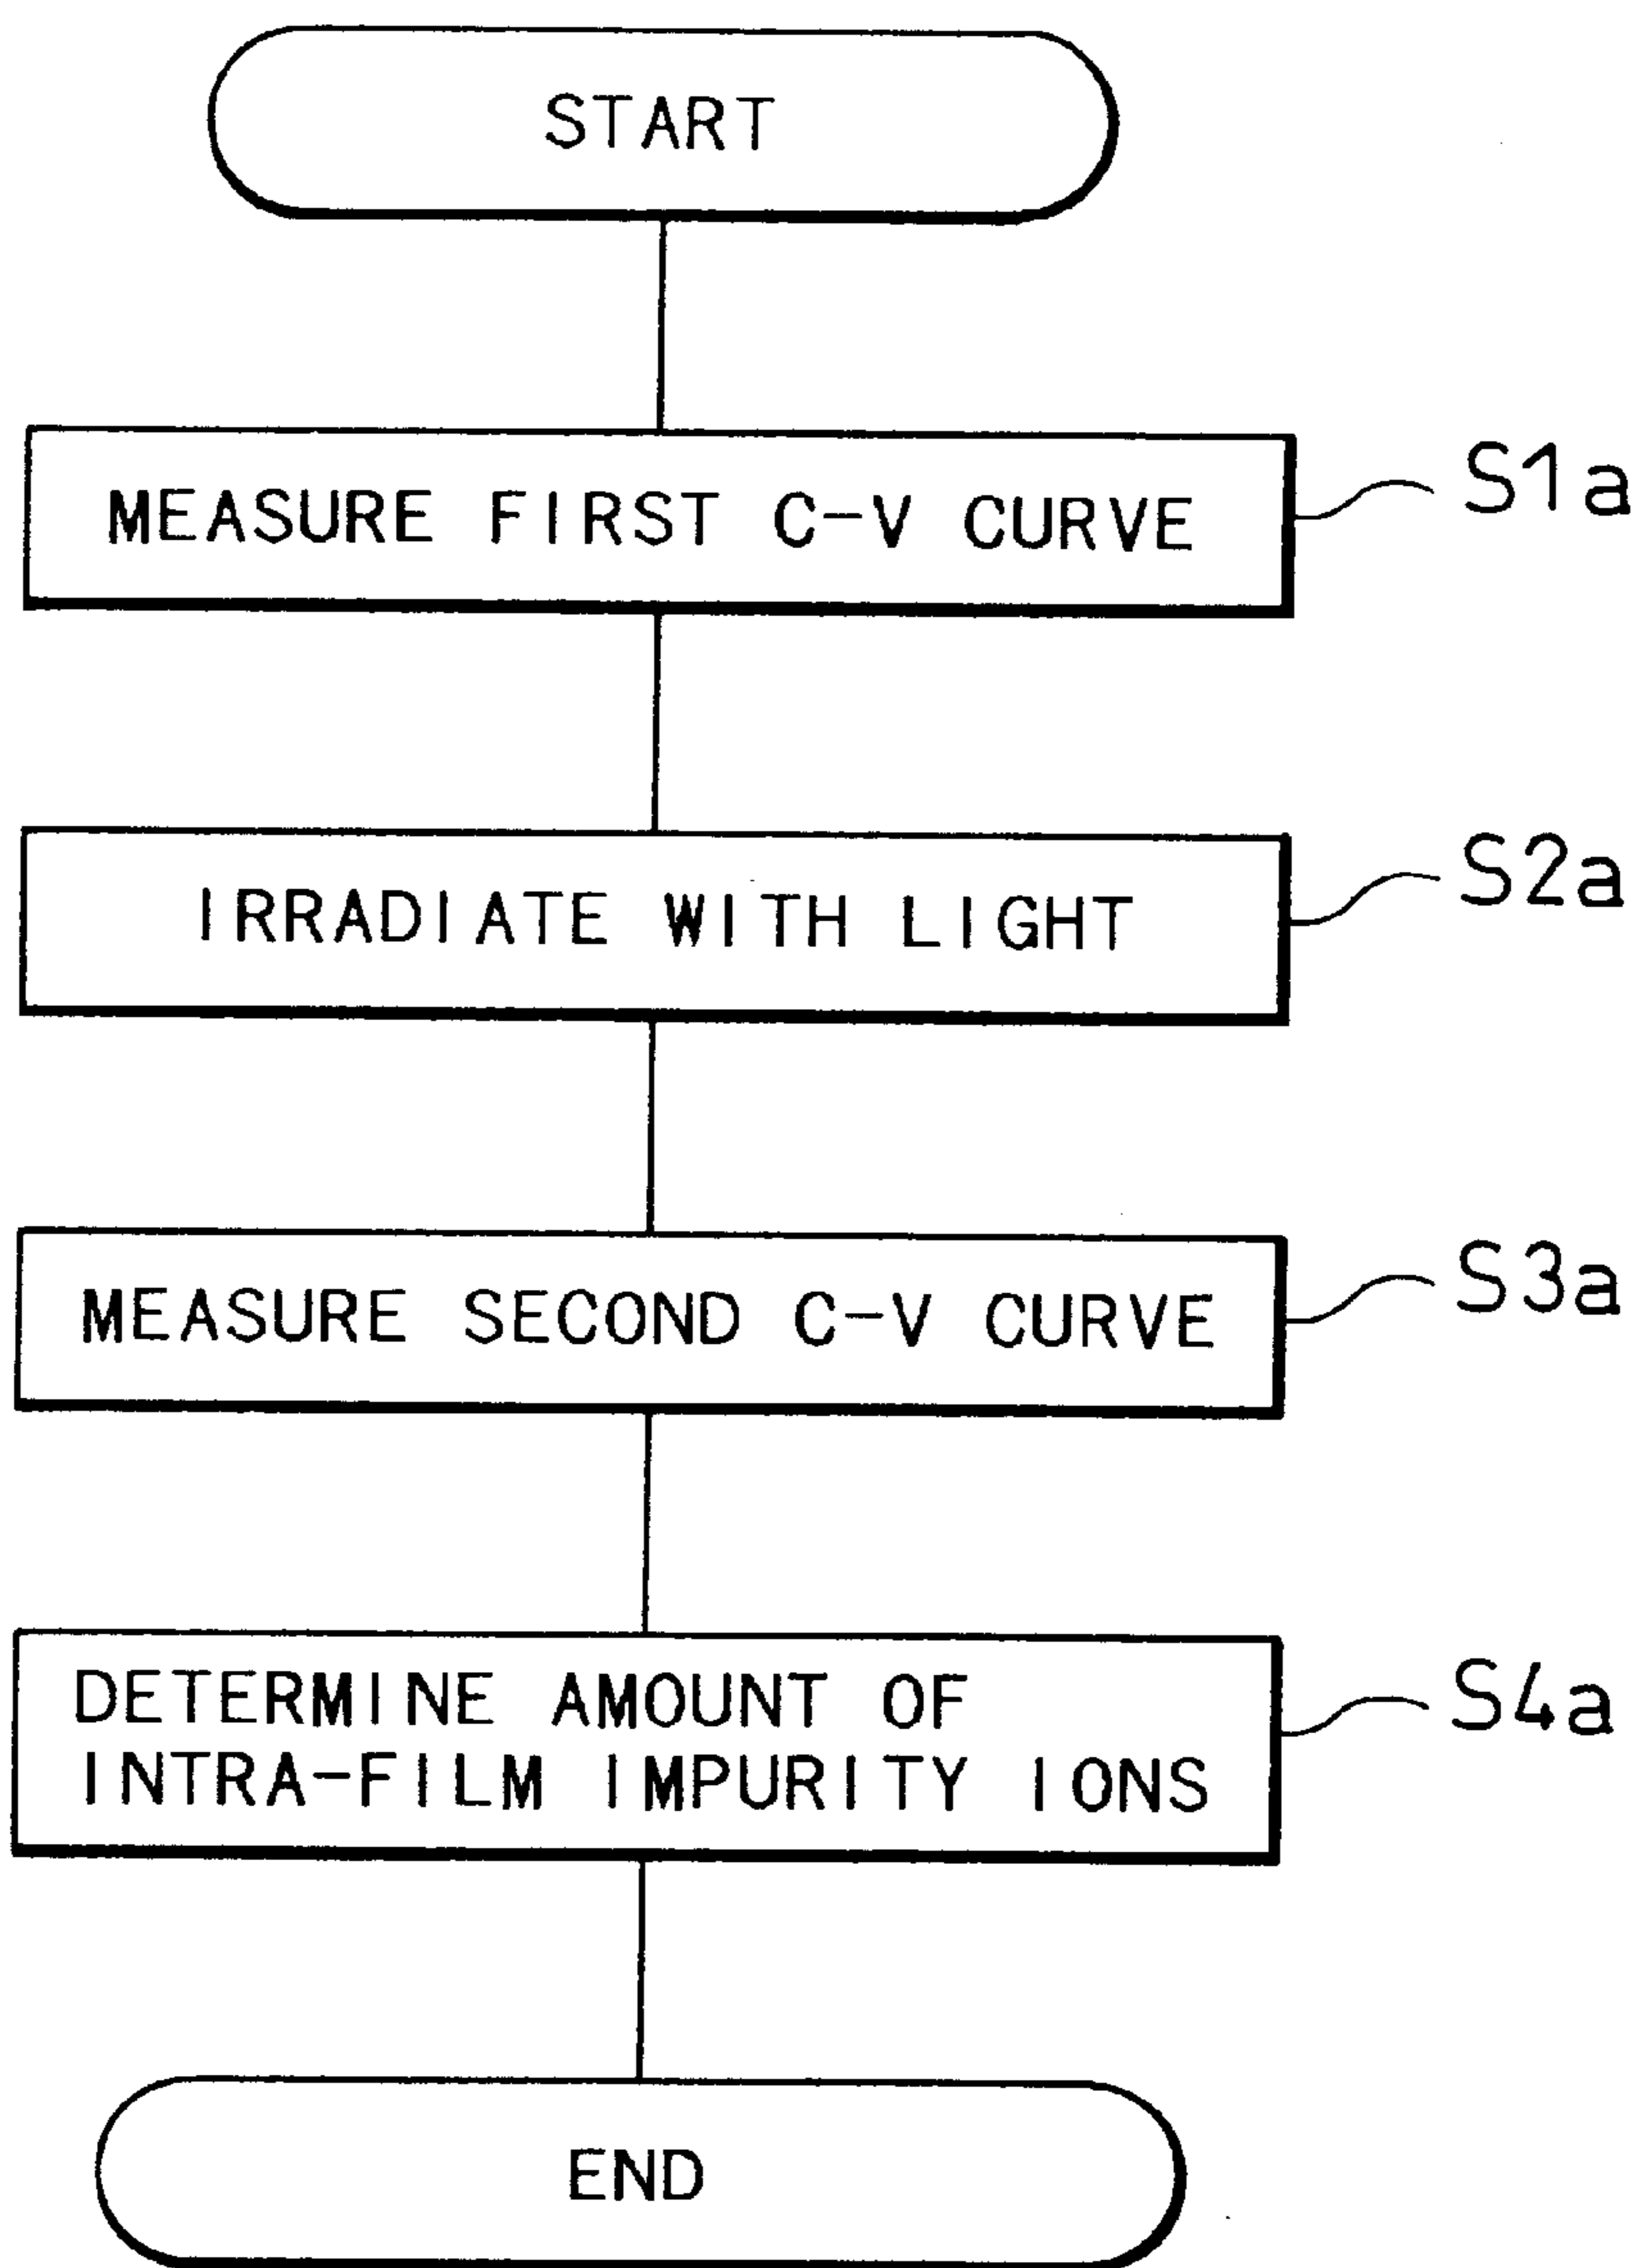 START
MEASURE FIRST C-V CURVE
S1a
IRRADIATE WITH LIGHT
S2a
MEASURE SECOND C-V CURVE
S3a
DETERMINE AMOUNT OF
INTRA-FILM IMPURITY IONS
S4a
END